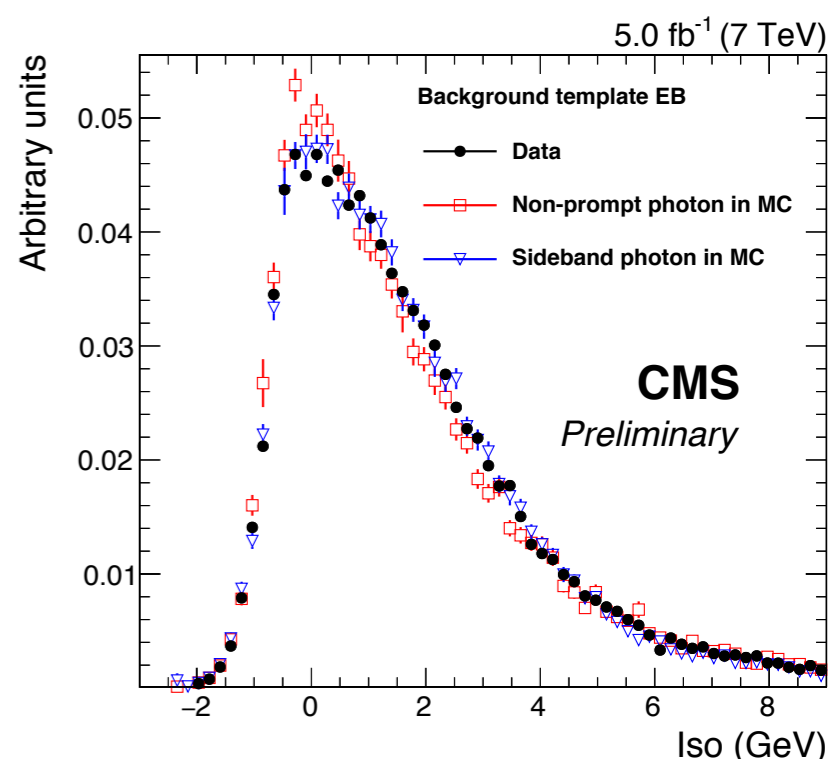 5.0 fb⁻¹ (7 TeV)
Arbitrary units
0.05
0.04
0.03
0.02
0.01
Background template EB
Data
Non-prompt photon in MC
Sideband photon in MC
CMS
Preliminary
−2 0 2 4 6 8
Iso (GeV)